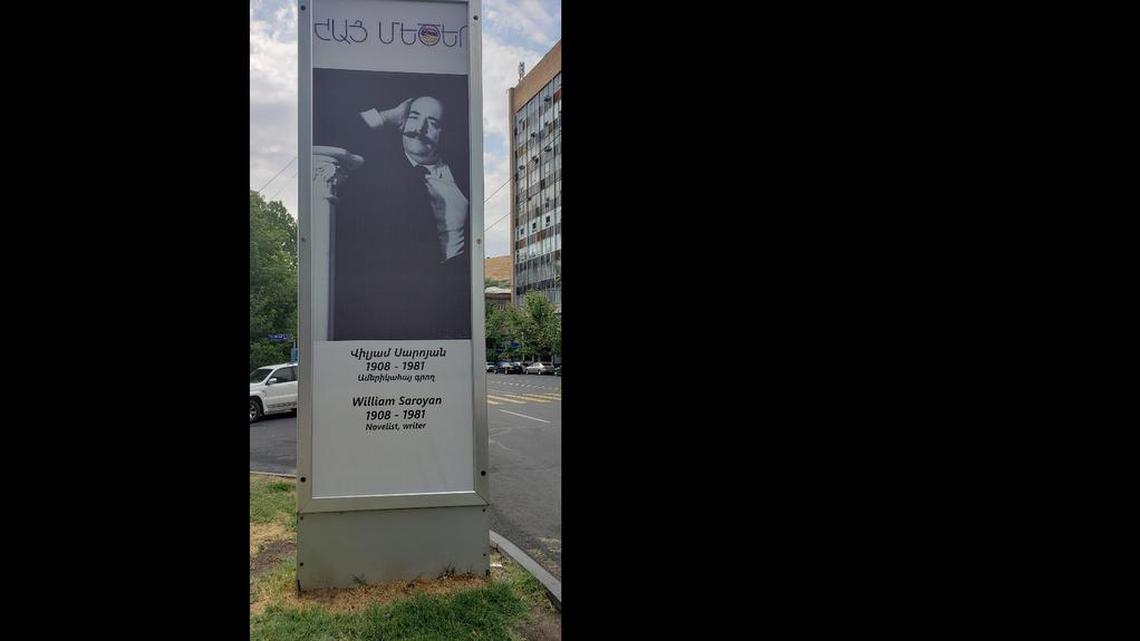 ՀԱՅ ՄԵԾԵՐ
Վիլյամ Սարոյան
1908 - 1981
Ամերիկահայ գրող
William Saroyan
1908 - 1981
Novelist, writer